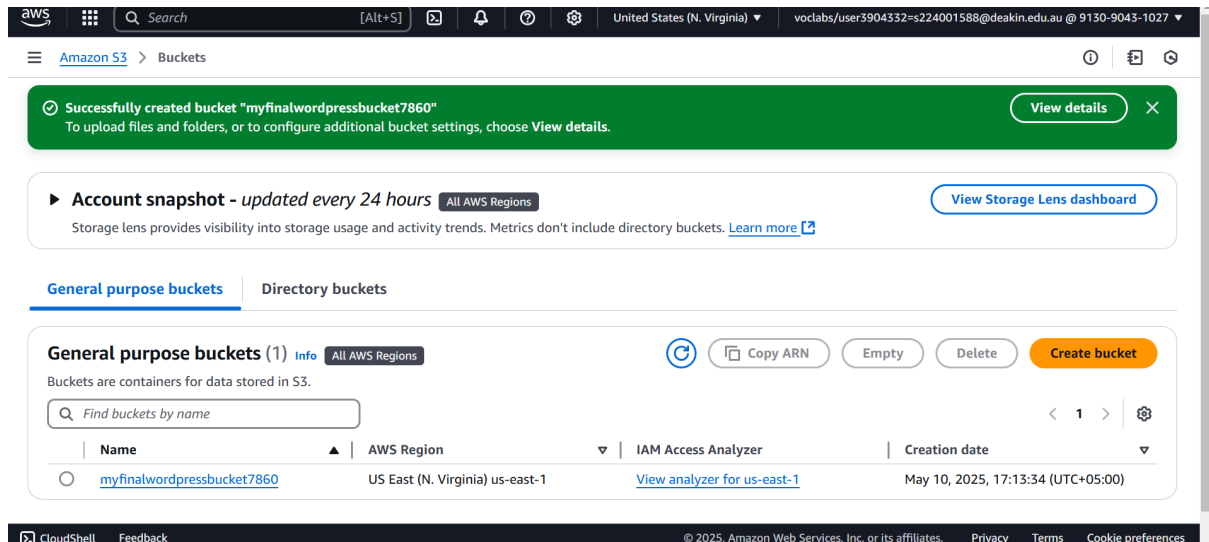 aws Search [Alt+S] United States (N. Virginia) ▼ voclabs/user3904332=s224001588@deakin.edu.au @ 9130-9043-1027 ▼
Amazon S3 > Buckets
Successfully created bucket "myfinalwordpressbucket7860" View details
To upload files and folders, or to configure additional bucket settings, choose View details.
Account snapshot - updated every 24 hours All AWS Regions View Storage Lens dashboard
Storage lens provides visibility into storage usage and activity trends. Metrics don't include directory buckets. Learn more
General purpose buckets Directory buckets
General purpose buckets (1) Info All AWS Regions Copy ARN Empty Delete Create bucket
Buckets are containers for data stored in S3.
Find buckets by name < 1 >
Name AWS Region IAM Access Analyzer Creation date
myfinalwordpressbucket7860 US East (N. Virginia) us-east-1 View analyzer for us-east-1 May 10, 2025, 17:13:34 (UTC+05:00)
CloudShell Feedback © 2025, Amazon Web Services, Inc. or its affiliates. Privacy Terms Cookie preferences